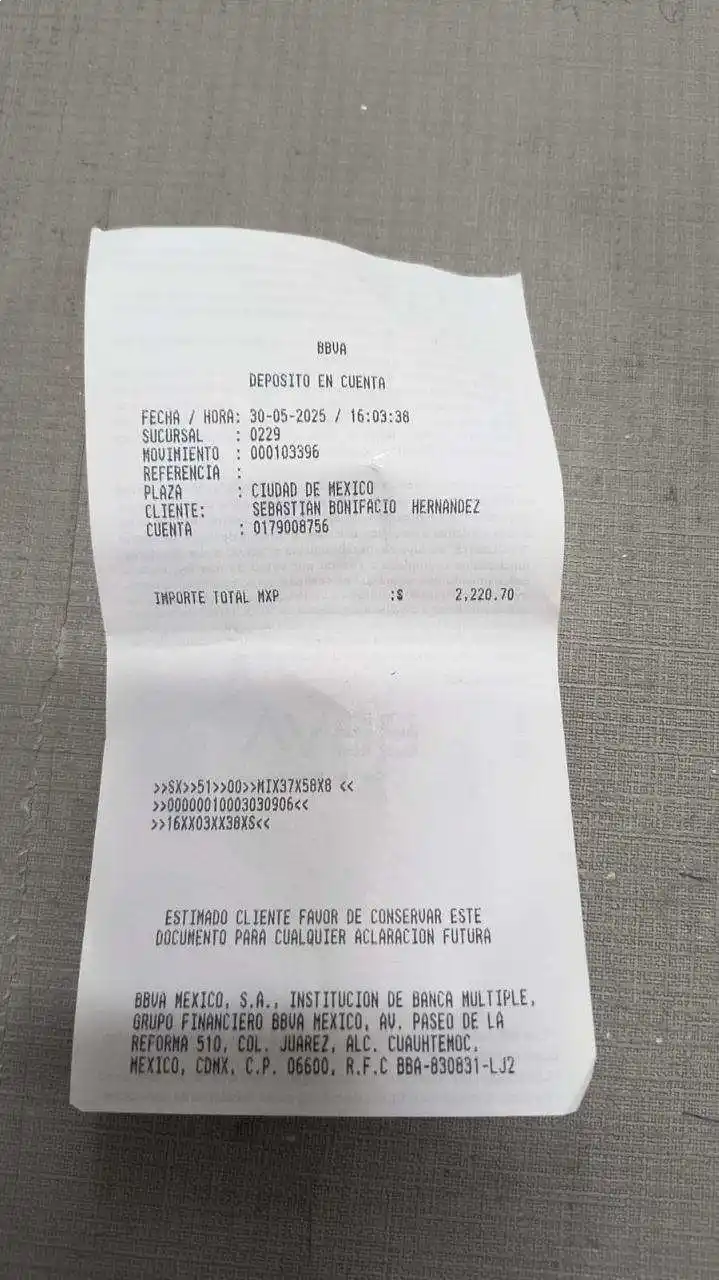 BBVA
DEPOSITO EN CUENTA
FECHA / HORA: 30-05-2025 / 16:03:38
SUCURSAL : 0229
MOVIMIENTO : 000103396
REFERENCIA :
PLAZA : CIUDAD DE MEXICO
CLIENTE: SEBASTIAN BONIFACIO HERNANDEZ
CUENTA : 0179008756
IMPORTE TOTAL MXP :$ 2,220.70
>>SX>>51>>00>>MIX37X58X8 <<
>>00000010003030906<<
>>16XX03XX38XS<<
ESTIMADO CLIENTE FAVOR DE CONSERVAR ESTE
DOCUMENTO PARA CUALQUIER ACLARACION FUTURA
BBVA MEXICO, S.A., INSTITUCION DE BANCA MULTIPLE,
GRUPO FINANCIERO BBVA MEXICO, AV. PASEO DE LA
REFORMA 510, COL. JUAREZ, ALC. CUAUHTEMOC,
MEXICO, CDMX, C.P. 06600, R.F.C BBA-830831-LJ2